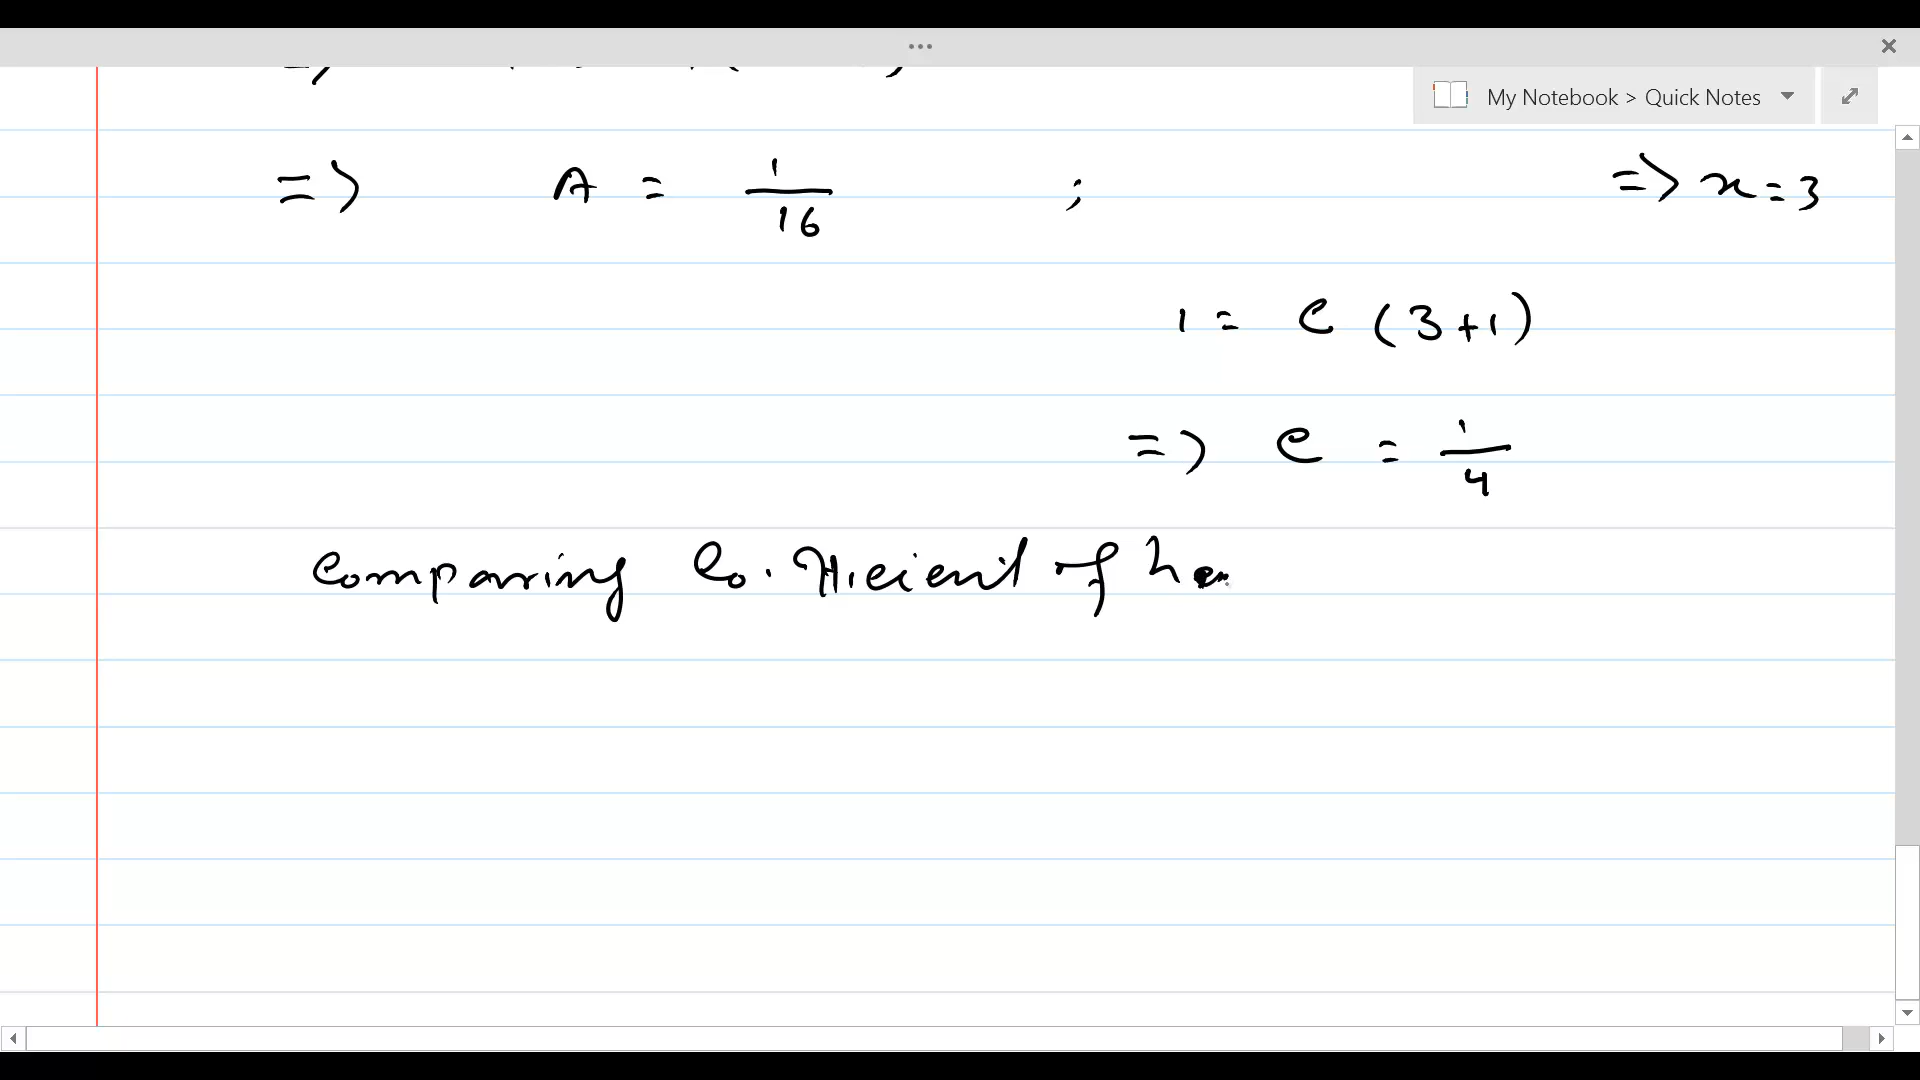 My Notebook > Quick Notes
=> A = 1/16 ; => x = 3
1 = C (3+1)
=> C = 1/4
Comparing Co.efficient of